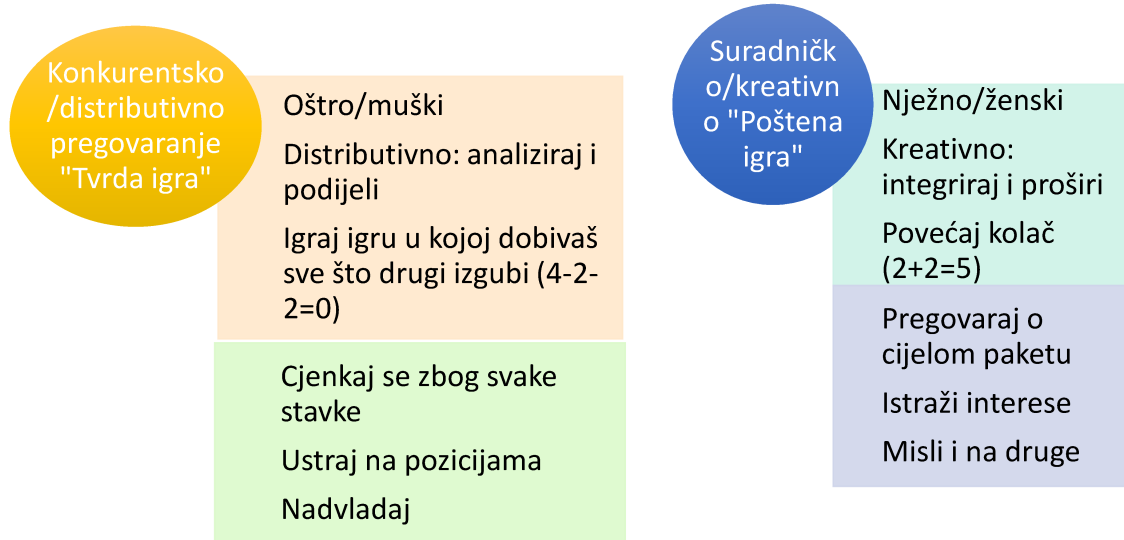 Konkurentsko
/distributivno
pregovaranje
"Tvrda igra"
Oštro/muški
Distributivno: analiziraj i
podijeli
Igraj igru u kojoj dobivaš
sve što drugi izgubi (4-2-
2=0)
Cjenkaj se zbog svake
stavke
Ustraj na pozicijama
Nadvladaj
Suradničk
o/kreativn
o "Poštena
igra"
Nježno/ženski
Kreativno:
integriraj i proširi
Povećaj kolač
(2+2=5)
Pregovaraj o
cijelom paketu
Istraži interese
Misli i na druge